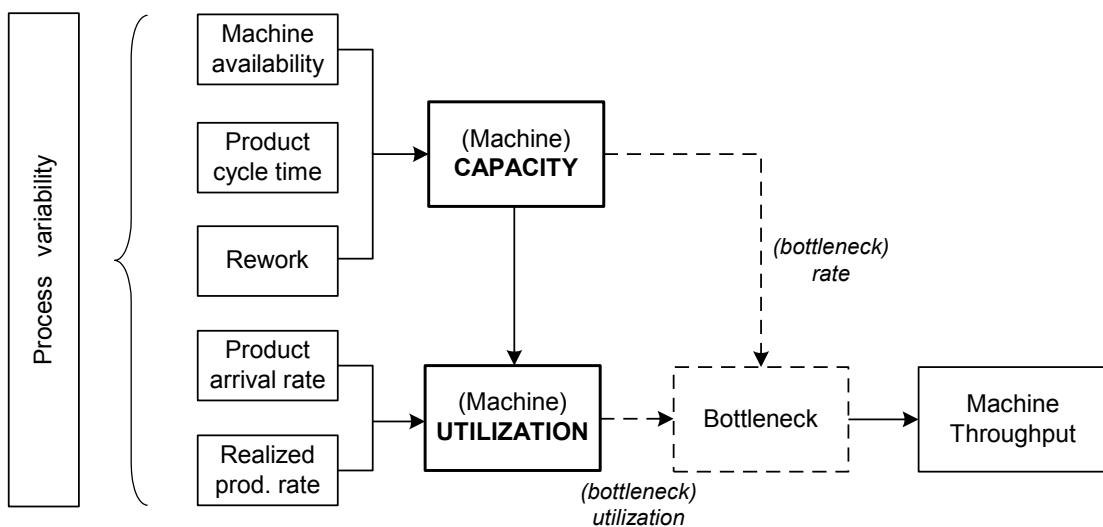 Process variability
Machine
availability
Product
cycle time
Rework
Product
arrival rate
Realized
prod. rate
(Machine)
CAPACITY
(Machine)
UTILIZATION
(bottleneck)
rate
(bottleneck)
utilization
Bottleneck
Machine
Throughput